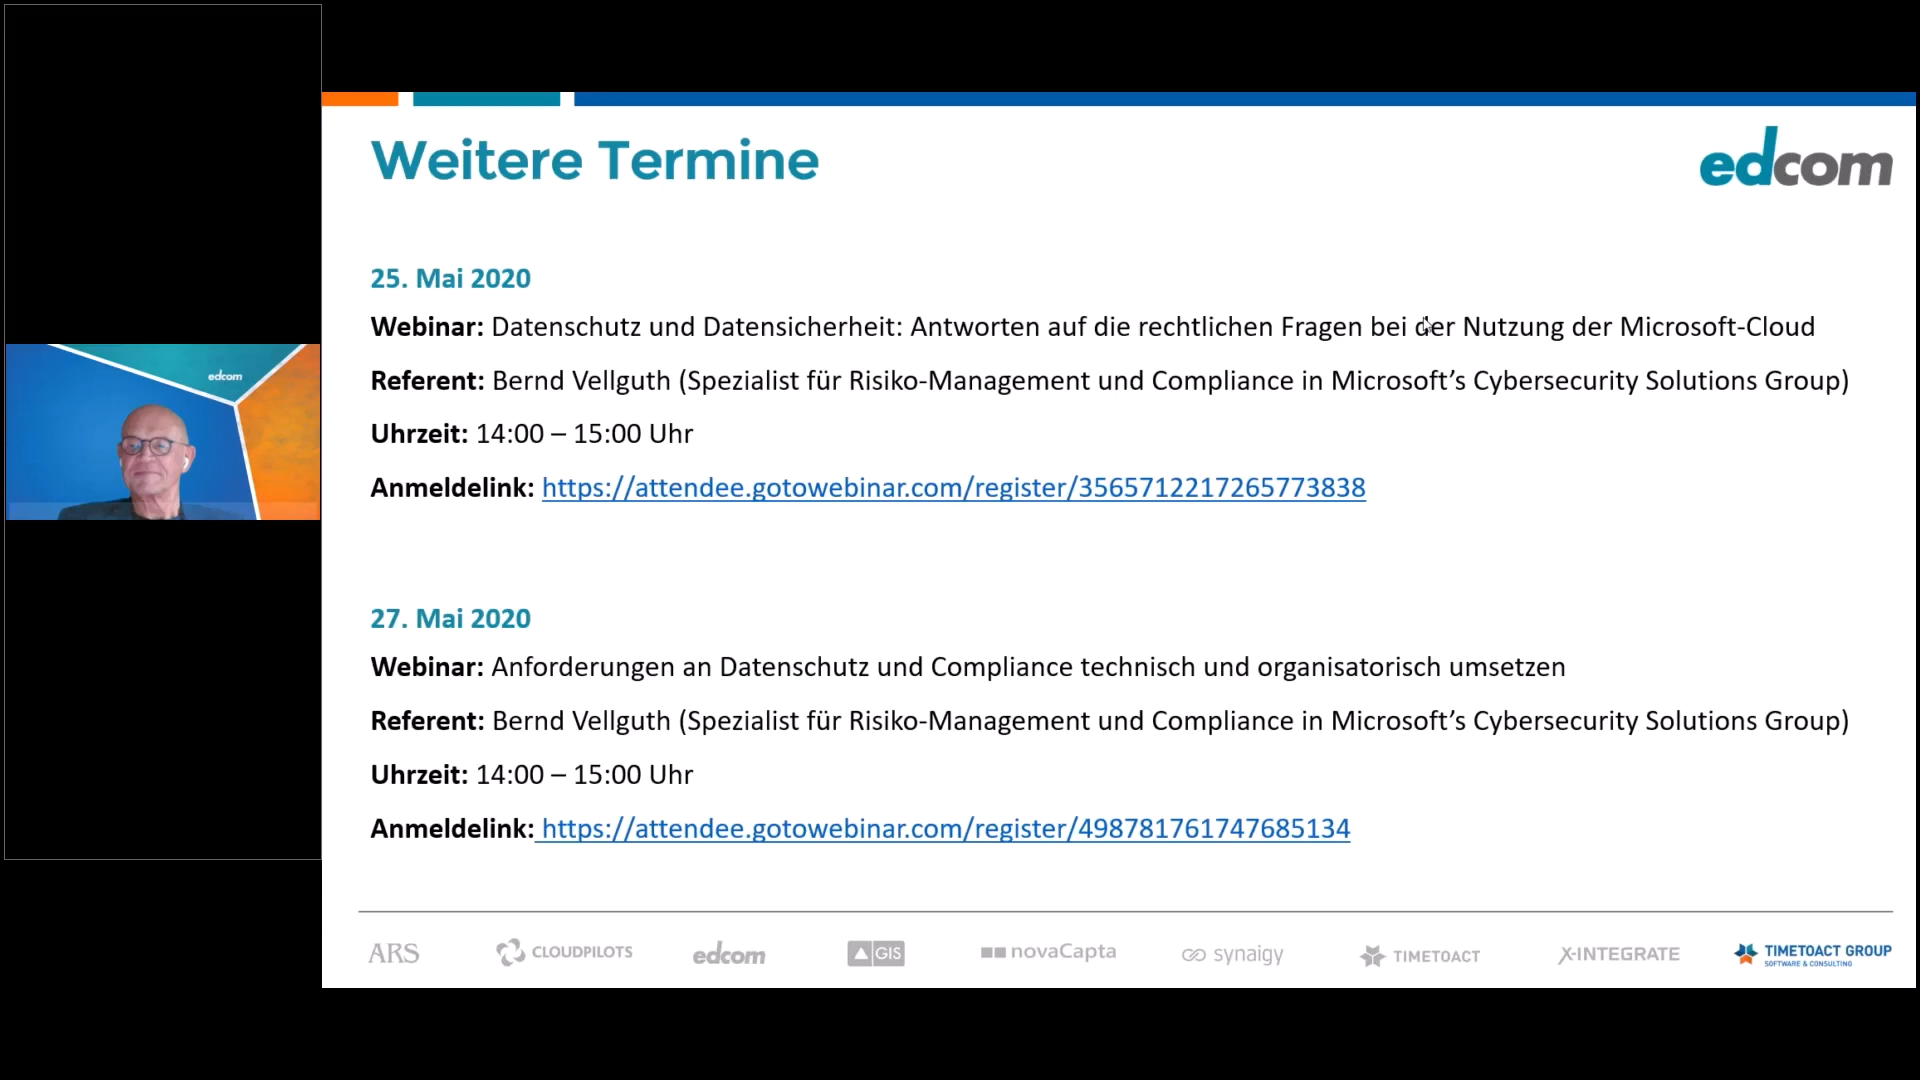 Weitere Termine
edcom
25. Mai 2020
Webinar: Datenschutz und Datensicherheit: Antworten auf die rechtlichen Fragen bei der Nutzung der Microsoft-Cloud
Referent: Bernd Vellguth (Spezialist für Risiko-Management und Compliance in Microsoft’s Cybersecurity Solutions Group)
Uhrzeit: 14:00 – 15:00 Uhr
Anmeldelink: https://attendee.gotowebinar.com/register/3565712217265773838
edcom
27. Mai 2020
Webinar: Anforderungen an Datenschutz und Compliance technisch und organisatorisch umsetzen
Referent: Bernd Vellguth (Spezialist für Risiko-Management und Compliance in Microsoft’s Cybersecurity Solutions Group)
Uhrzeit: 14:00 – 15:00 Uhr
Anmeldelink: https://attendee.gotowebinar.com/register/498781761747685134
ARS CLOUDPILOTS edcom GIS novaCapta synaigy TIMETOACT X-INTEGRATE TIMETOACT GROUP
SOFTWARE & CONSULTING